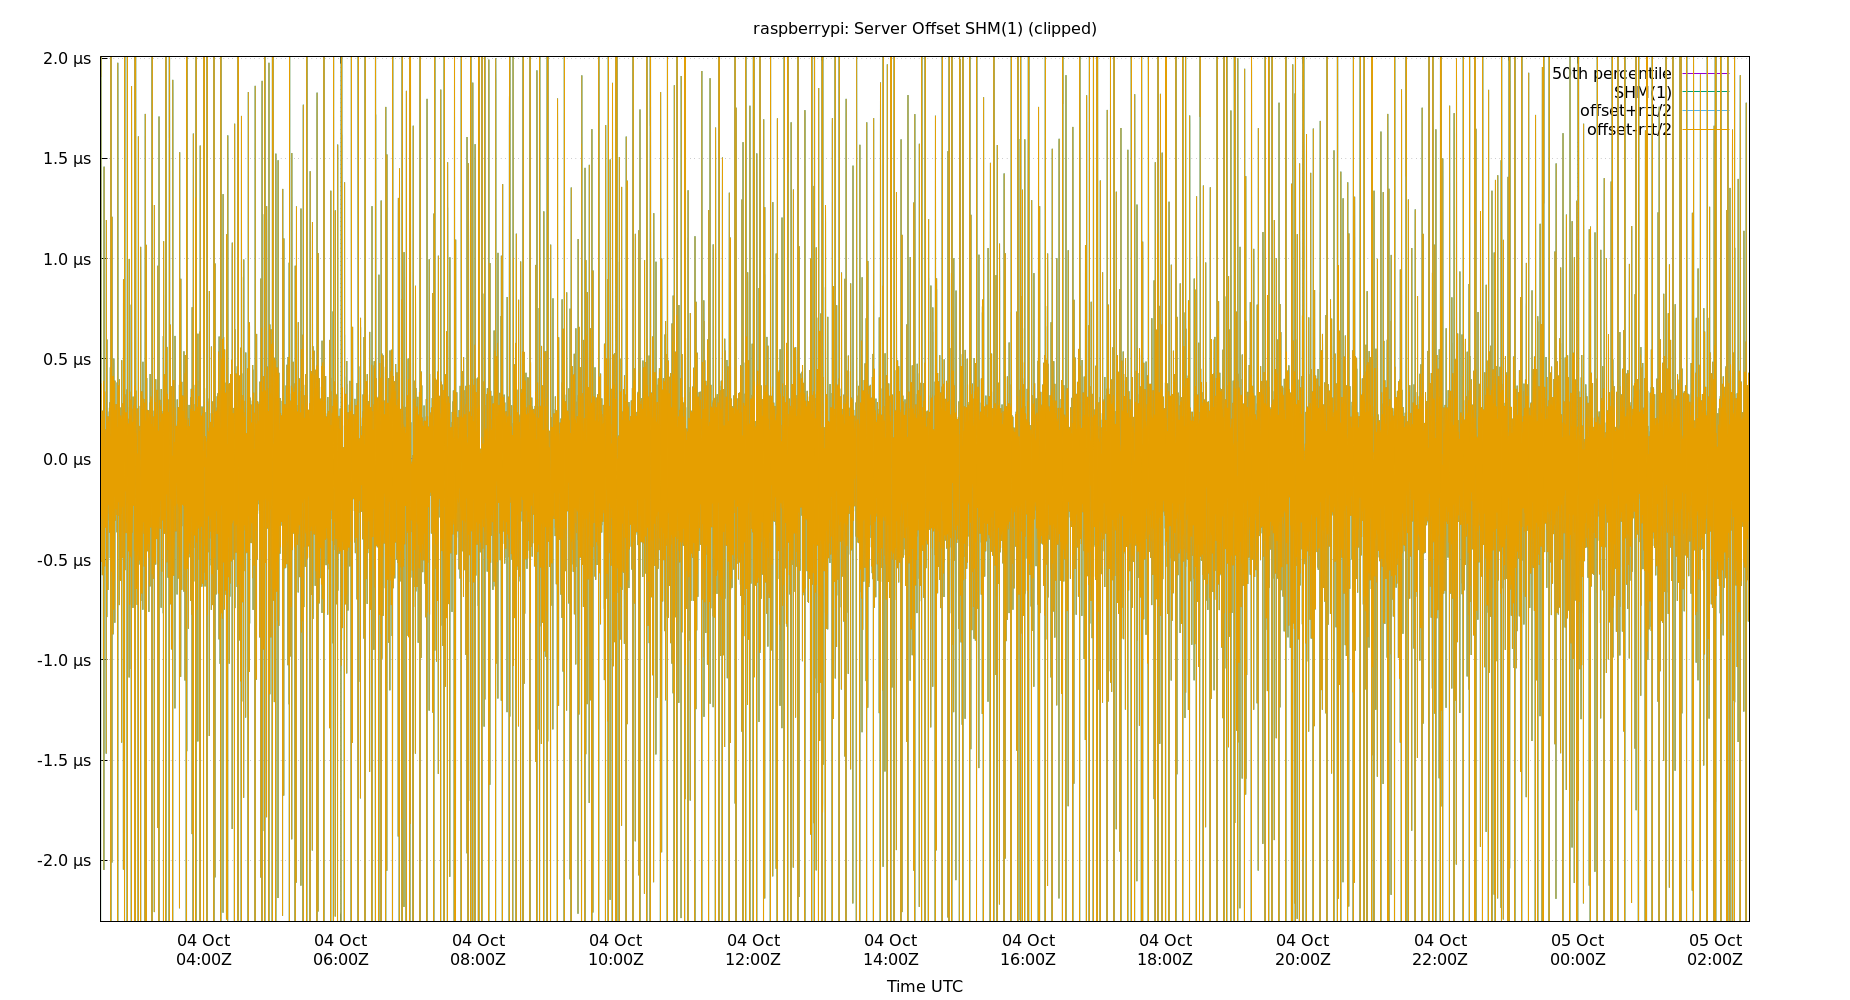 raspberrypi: Server Offset SHM(1) (clipped)
2.0 µs
1.5 µs
1.0 µs
0.5 µs
0.0 µs
-0.5 µs
-1.0 µs
-1.5 µs
-2.0 µs
50th percentile
SHM(1)
offset+rtt/2
offset-rtt/2
04 Oct 04 Oct 04 Oct 04 Oct 04 Oct 04 Oct 04 Oct 04 Oct 04 Oct 04 Oct 05 Oct 05 Oct
04:00Z 06:00Z 08:00Z 10:00Z 12:00Z 14:00Z 16:00Z 18:00Z 20:00Z 22:00Z 00:00Z 02:00Z
Time UTC